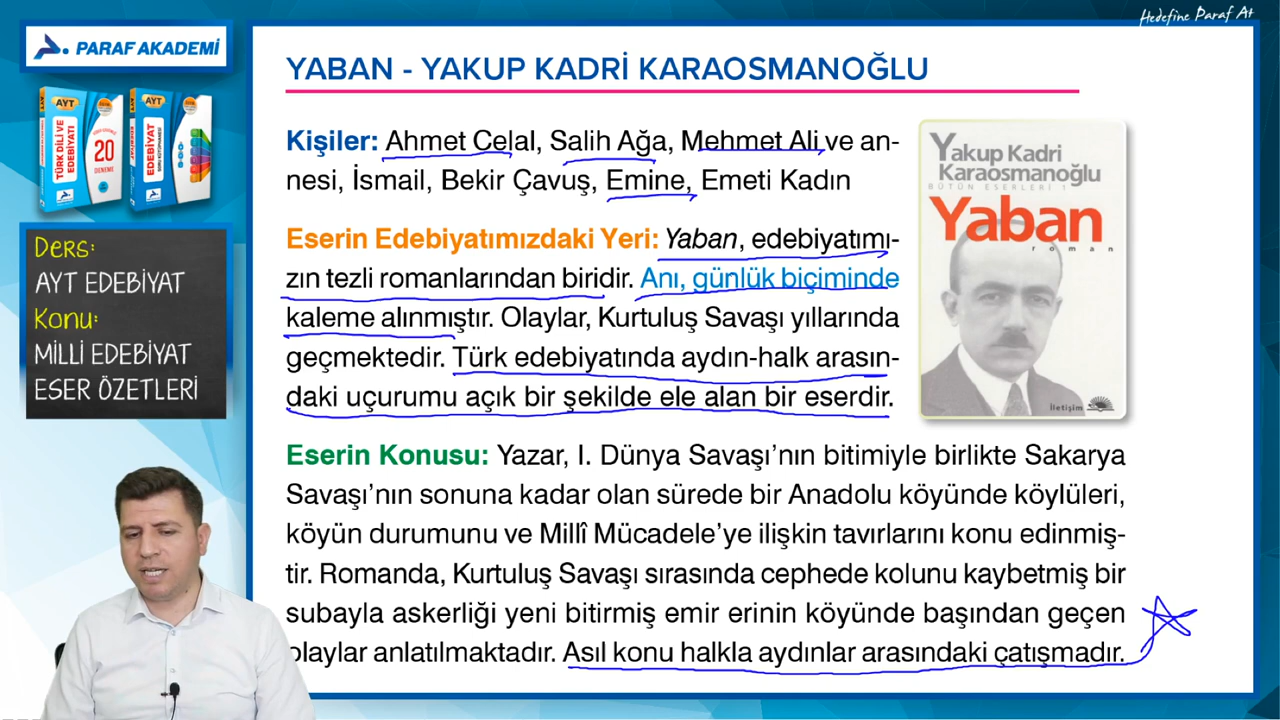 Hedefine Paraf At
PARAF AKADEMİ
YABAN - YAKUP KADRİ KARAOSMANOĞLU
AYT
TÜRK DİLİ VE
EDEBİYATI
20
DENEME
AYT
EDEBİYAT
Kişiler: Ahmet Celal, Salih Ağa, Mehmet Ali ve an-
nesi, İsmail, Bekir Çavuş, Emine, Emeti Kadın
Eserin Edebiyatımızdaki Yeri: Yaban, edebiyatımı-
zın tezli romanlarından biridir. Anı, günlük biçiminde
kaleme alınmıştır. Olaylar, Kurtuluş Savaşı yıllarında
geçmektedir. Türk edebiyatında aydın-halk arasın-
daki uçurumu açık bir şekilde ele alan bir eserdir.
Yakup Kadri
Karaosmanoğlu
BÜTÜN ESERLERİ 1
Yaban
roman
İletişim
Ders:
AYT EDEBİYAT
Konu:
MİLLİ EDEBİYAT
ESER ÖZETLERİ
Eserin Konusu: Yazar, I. Dünya Savaşı’nın bitimiyle birlikte Sakarya
Savaşı’nın sonuna kadar olan sürede bir Anadolu köyünde köylüleri,
köyün durumunu ve Millî Mücadele’ye ilişkin tavırlarını konu edinmiş-
tir. Romanda, Kurtuluş Savaşı sırasında cephede kolunu kaybetmiş bir
subayla askerliği yeni bitirmiş emir erinin köyünde başından geçen
olaylar anlatılmaktadır. Asıl konu halkla aydınlar arasındaki çatışmadır.